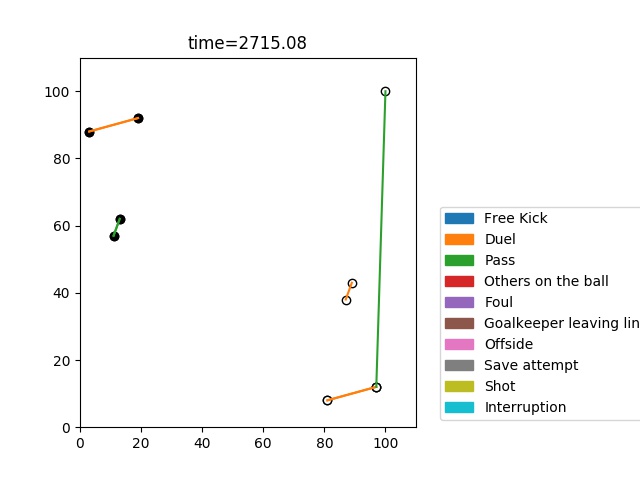 time=2715.08
100
80
60
40
20
0
0 20 40 60 80 100
Free Kick
Duel
Pass
Others on the ball
Foul
Goalkeeper leaving lin
Offside
Save attempt
Shot
Interruption